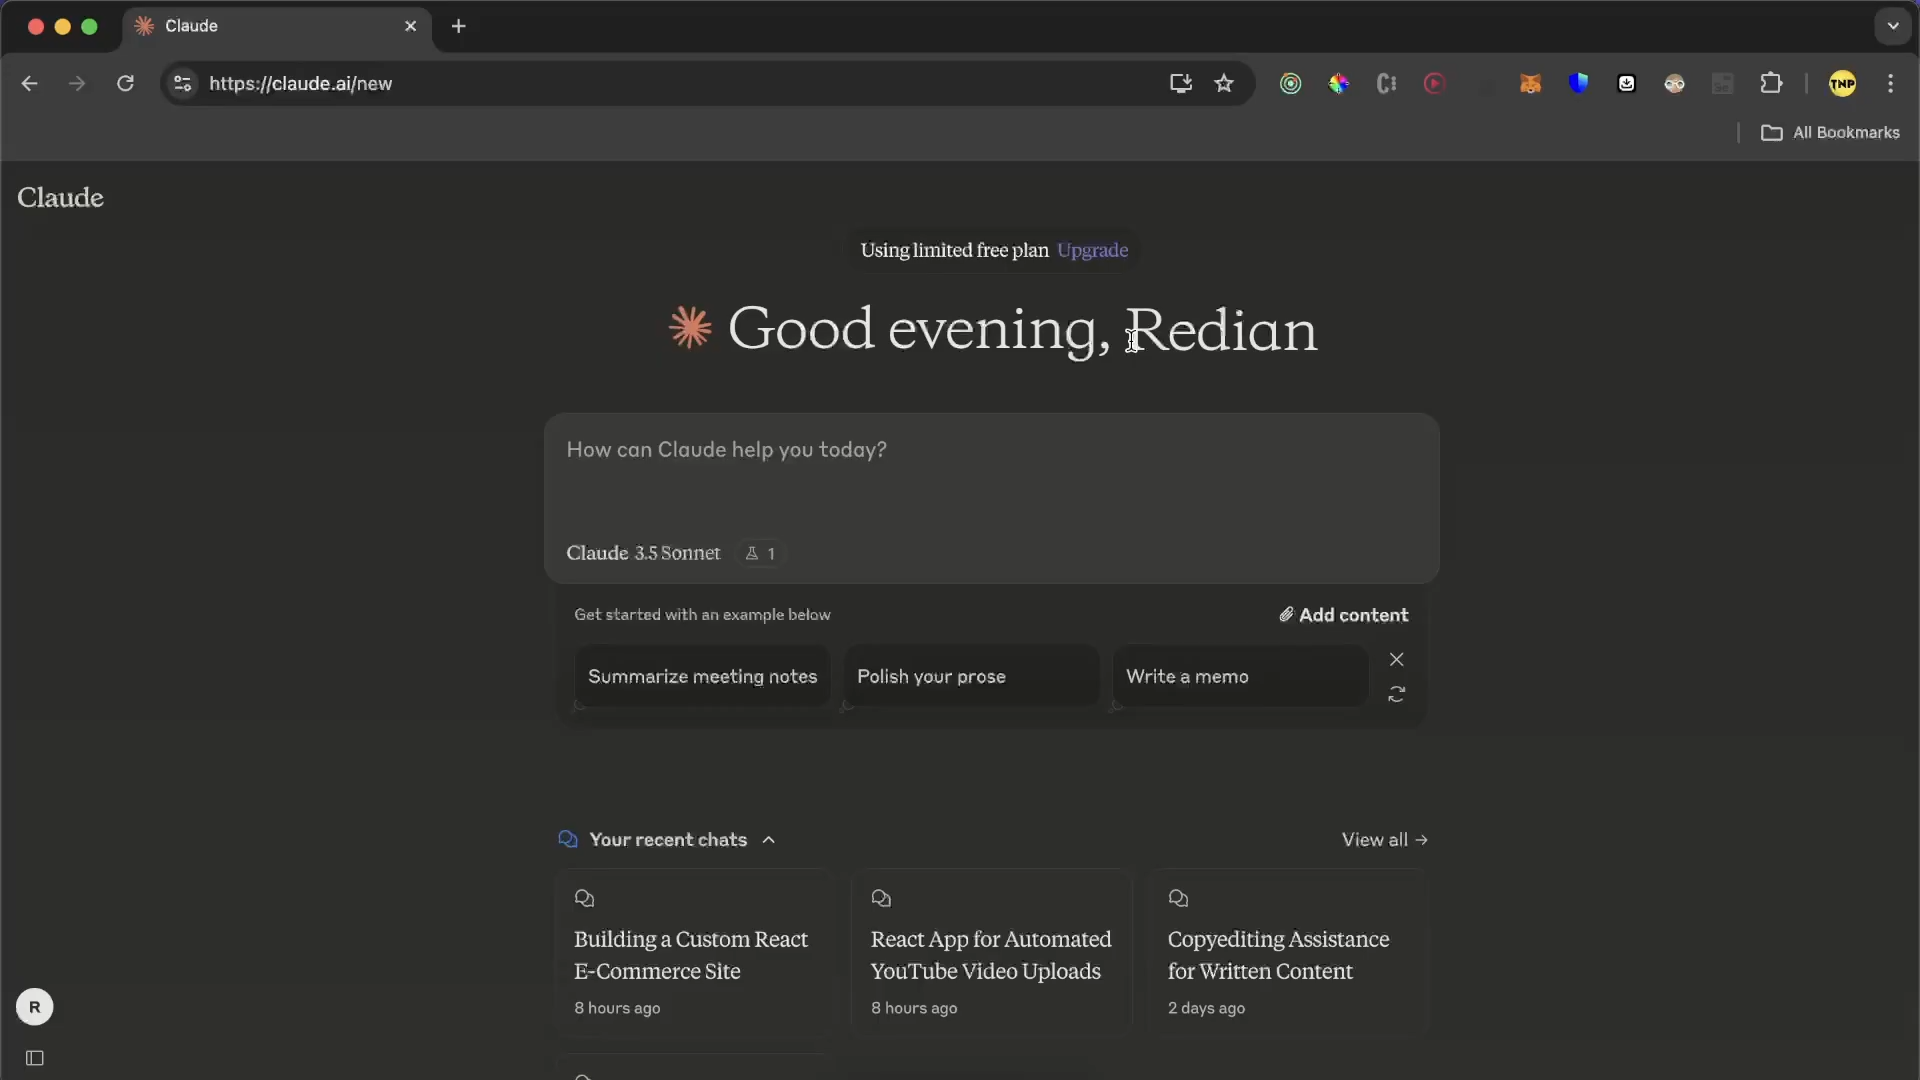 Claude
https://claude.ai/new
TNP
All Bookmarks
Claude
Using limited free plan Upgrade
Good evening, Redian
How can Claude help you today?
Claude 3.5 Sonnet 1
Get started with an example below
Add content
Summarize meeting notes
Polish your prose
Write a memo
Your recent chats
View all →
Building a Custom React
E-Commerce Site
8 hours ago
React App for Automated
YouTube Video Uploads
8 hours ago
Copyediting Assistance
for Written Content
2 days ago
R